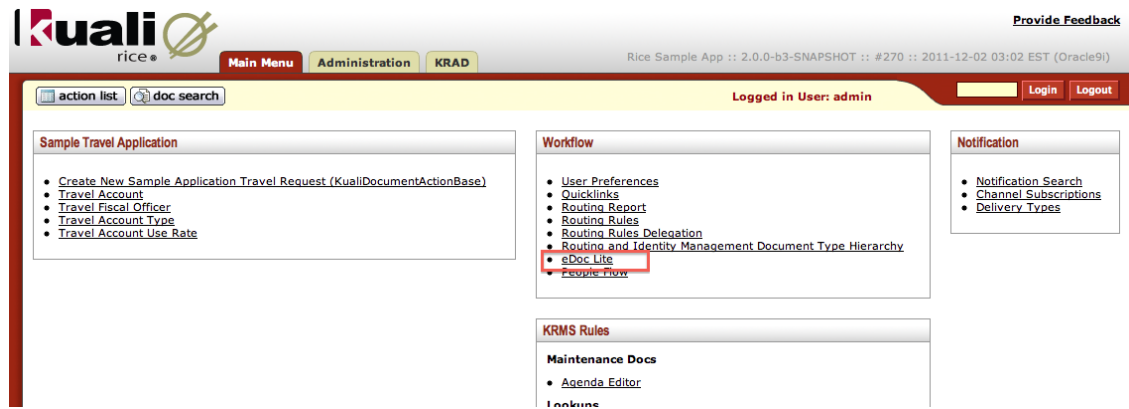 Kuali
rice
Provide Feedback
Main Menu
Administration
KRAD
Rice Sample App :: 2.0.0-b3-SNAPSHOT :: #270 :: 2011-12-02 03:02 EST (Oracle9i)
action list
doc search
Logged in User: admin
Login
Logout
Sample Travel Application
Create New Sample Application Travel Request (KualiDocumentActionBase)
Travel Account
Travel Fiscal Officer
Travel Account Type
Travel Account Use Rate
Workflow
User Preferences
Quicklinks
Routing Report
Routing Rules
Routing Rules Delegation
Routing and Identity Management Document Type Hierarchy
eDoc Lite
People Flow
KRMS Rules
Maintenance Docs
Agenda Editor
Lookups
Notification
Notification Search
Channel Subscriptions
Delivery Types